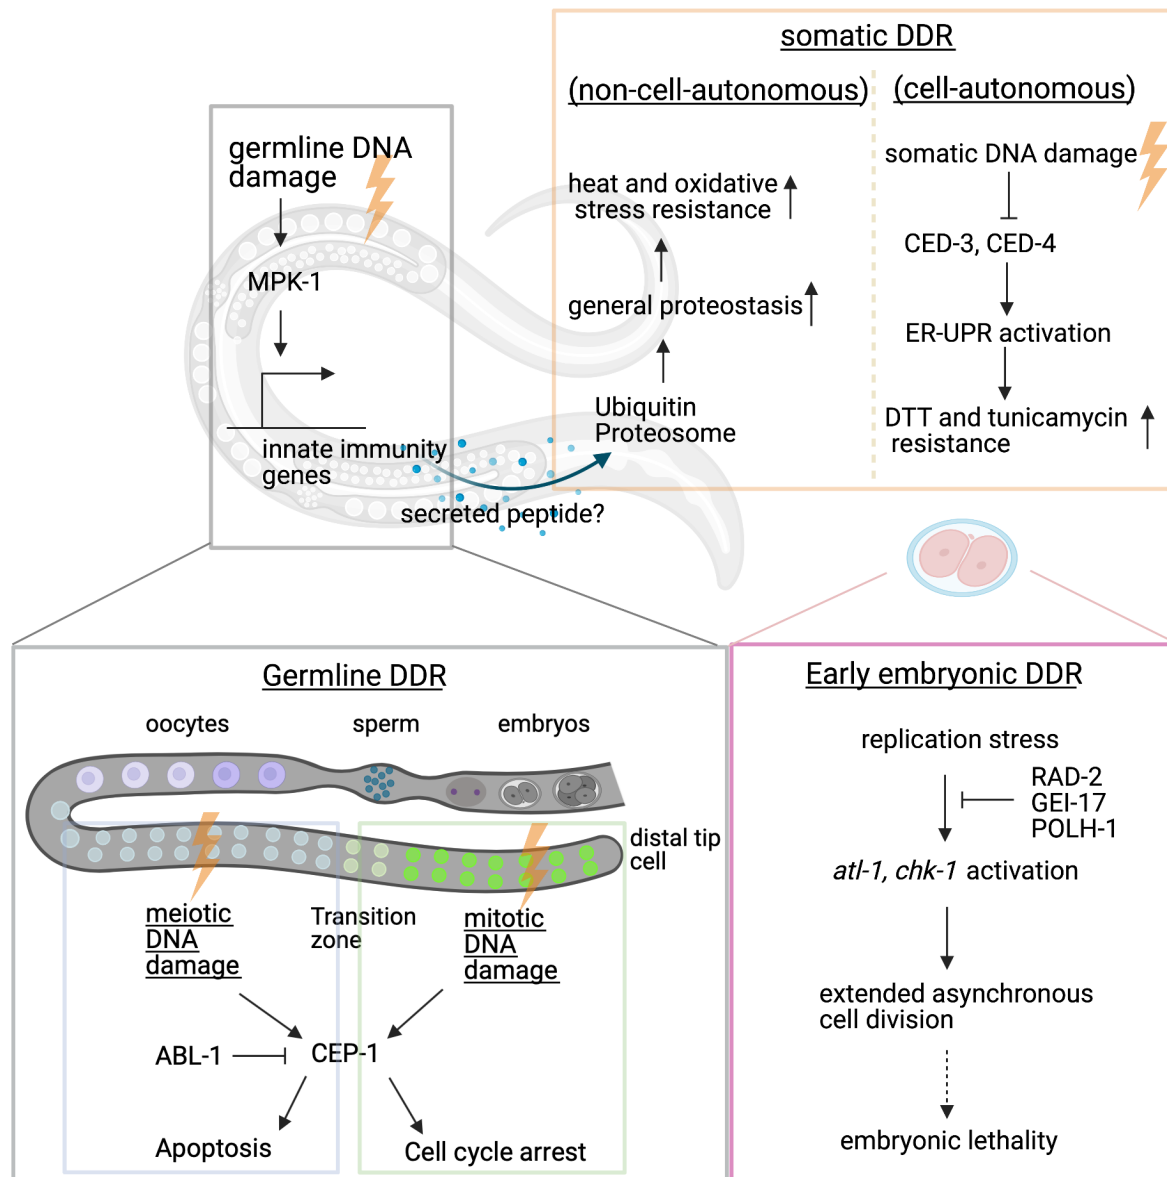 somatic DDR
(non-cell-autonomous)
(cell-autonomous)
germline DNA
damage
MPK-1
innate immunity
genes
secreted peptide?
heat and oxidative
stress resistance
general proteostasis
Ubiquitin
Proteosome
somatic DNA damage
CED-3, CED-4
ER-UPR activation
DTT and tunicamycin
resistance
Germline DDR
oocytes
sperm
embryos
distal tip
cell
meiotic
DNA
damage
Transition
zone
mitotic
DNA
damage
ABL-1
CEP-1
Apoptosis
Cell cycle arrest
Early embryonic DDR
replication stress
RAD-2
GEI-17
POLH-1
atl-1, chk-1 activation
extended asynchronous
cell division
embryonic lethality